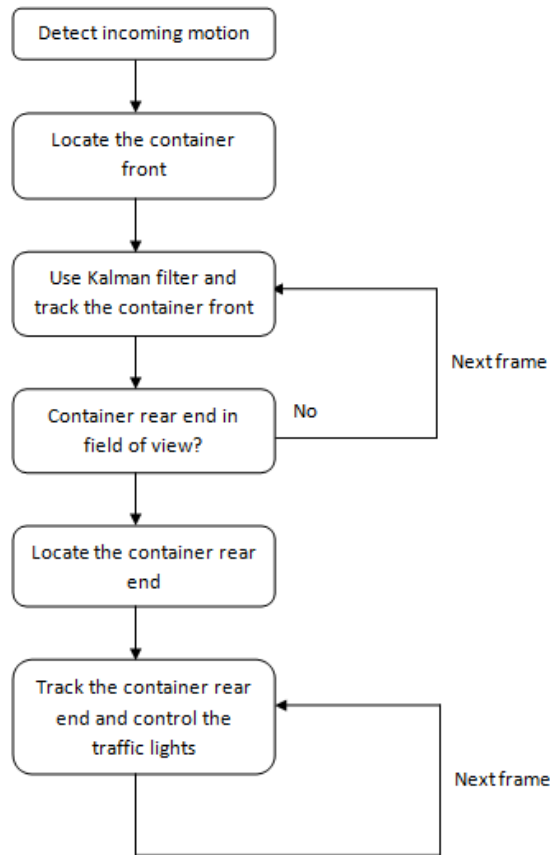 Detect incoming motion
Locate the container
front
Use Kalman filter and
track the container front
Next frame
Container rear end in
field of view?
No
Locate the container rear
end
Track the container rear
end and control the
traffic lights
Next frame